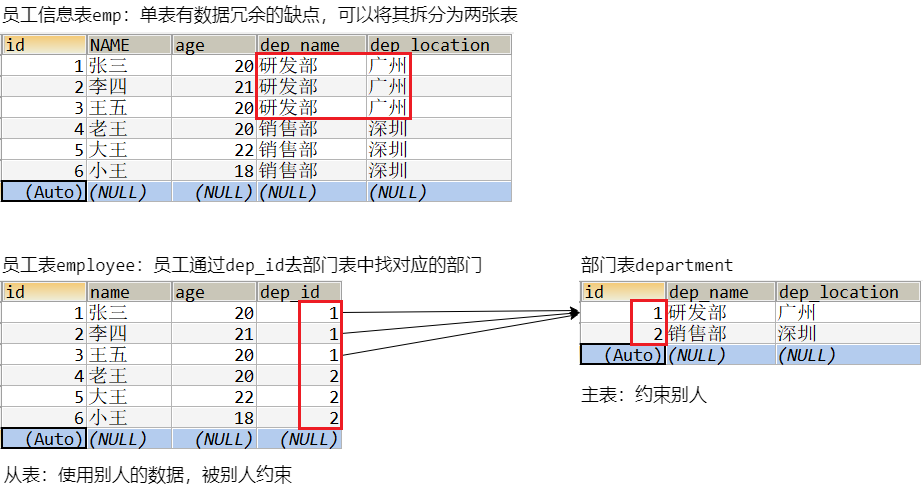 员工信息表emp：单表有数据冗余的缺点，可以将其拆分为两张表
id NAME age dep_name dep_location
1 张三 20 研发部 广州
2 李四 21 研发部 广州
3 王五 20 研发部 广州
4 老王 20 销售部 深圳
5 大王 22 销售部 深圳
6 小王 18 销售部 深圳
(Auto) (NULL) (NULL) (NULL) (NULL)
员工表employee：员工通过dep_id去部门表中找对应的部门
id name age dep_id
1 张三 20 1
2 李四 21 1
3 王五 20 1
4 老王 20 2
5 大王 22 2
6 小王 18 2
(Auto) (NULL) (NULL) (NULL)
从表：使用别人的数据，被别人约束
部门表department
id dep_name dep_location
1 研发部 广州
2 销售部 深圳
(Auto) (NULL) (NULL)
主表：约束别人